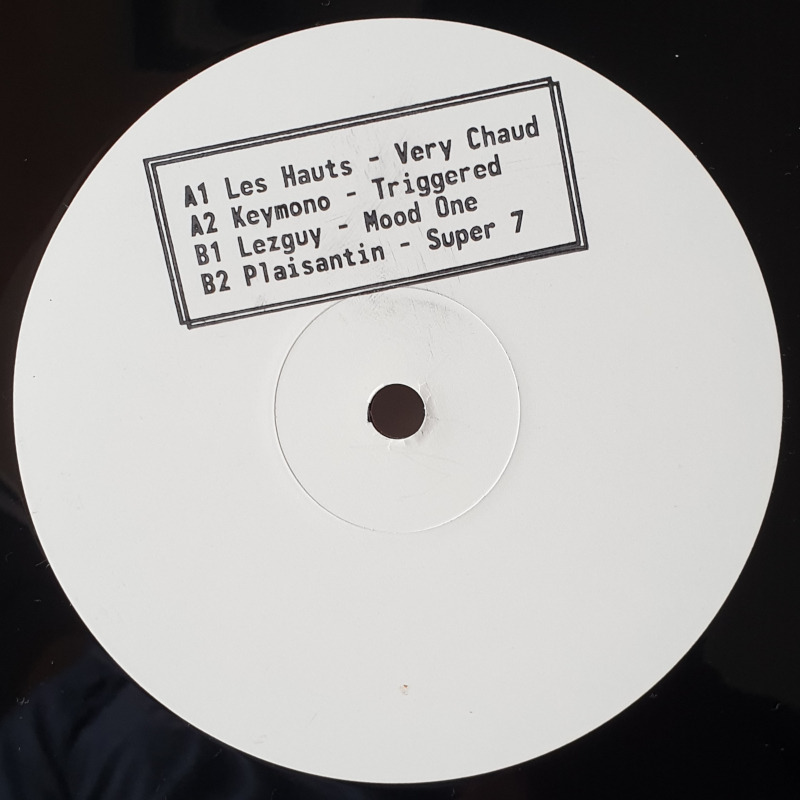 A1 Les Hauts - Very Chaud
A2 Keymono - Triggered
B1 Lezguy - Mood One
B2 Plaisantin - Super 7